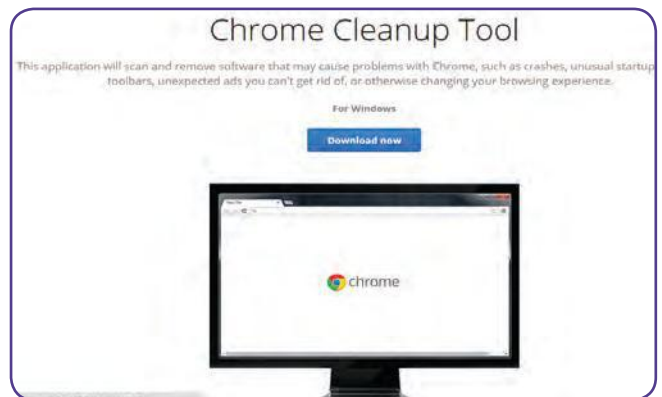 Chrome Cleanup Tool
This application will scan and remove software that may cause problems with Chrome, such as crashes, unusual startup
toolbars, unexpected ads you can't get rid of, or otherwise changing your browsing experience.
For Windows
Download now
chrome